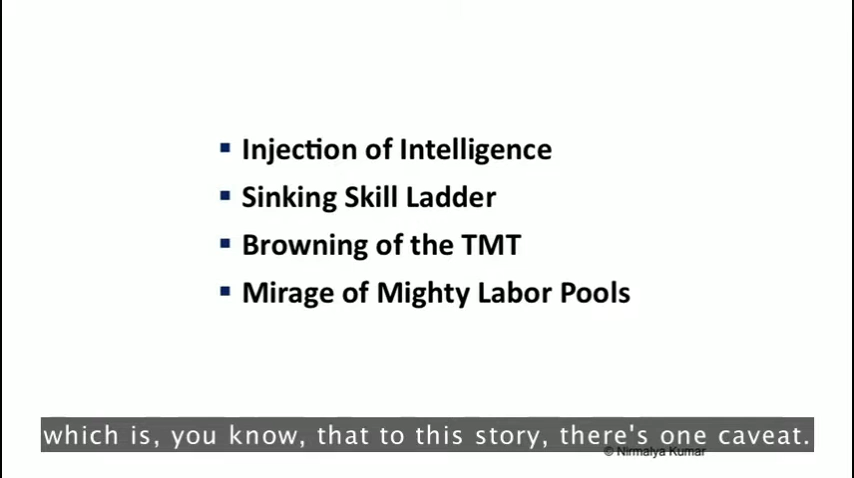 ▪ Injection of Intelligence
▪ Sinking Skill Ladder
▪ Browning of the TMT
▪ Mirage of Mighty Labor Pools
which is, you know, that to this story, there's one caveat.
© Nirmalya Kumar